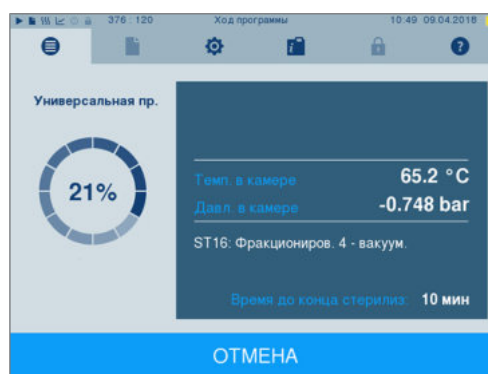 376 : 120 Ход программы 10:49 09.04.2018
Универсальная пр.
21%
Темп. в камере 65.2 °C
Давл. в камере -0.748 bar
ST16: Фракциониров. 4 - вакуум.
Время до конца стерилиз: 10 мин
ОТМЕНА